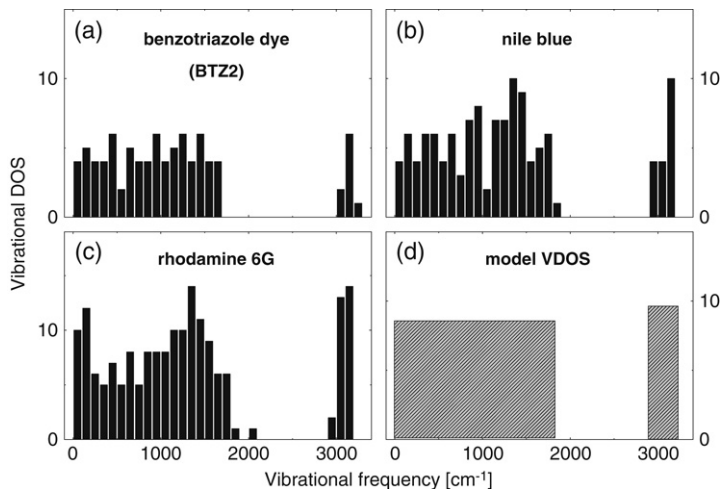 (a)
benzotriazole dye
(BTZ2)
(b)
nile blue
10
10
0
0
Vibrational DOS
(c)
rhodamine 6G
(d)
model VDOS
10
10
0
0
0
1000
2000
3000
0
1000
2000
3000
Vibrational frequency [cm⁻¹]